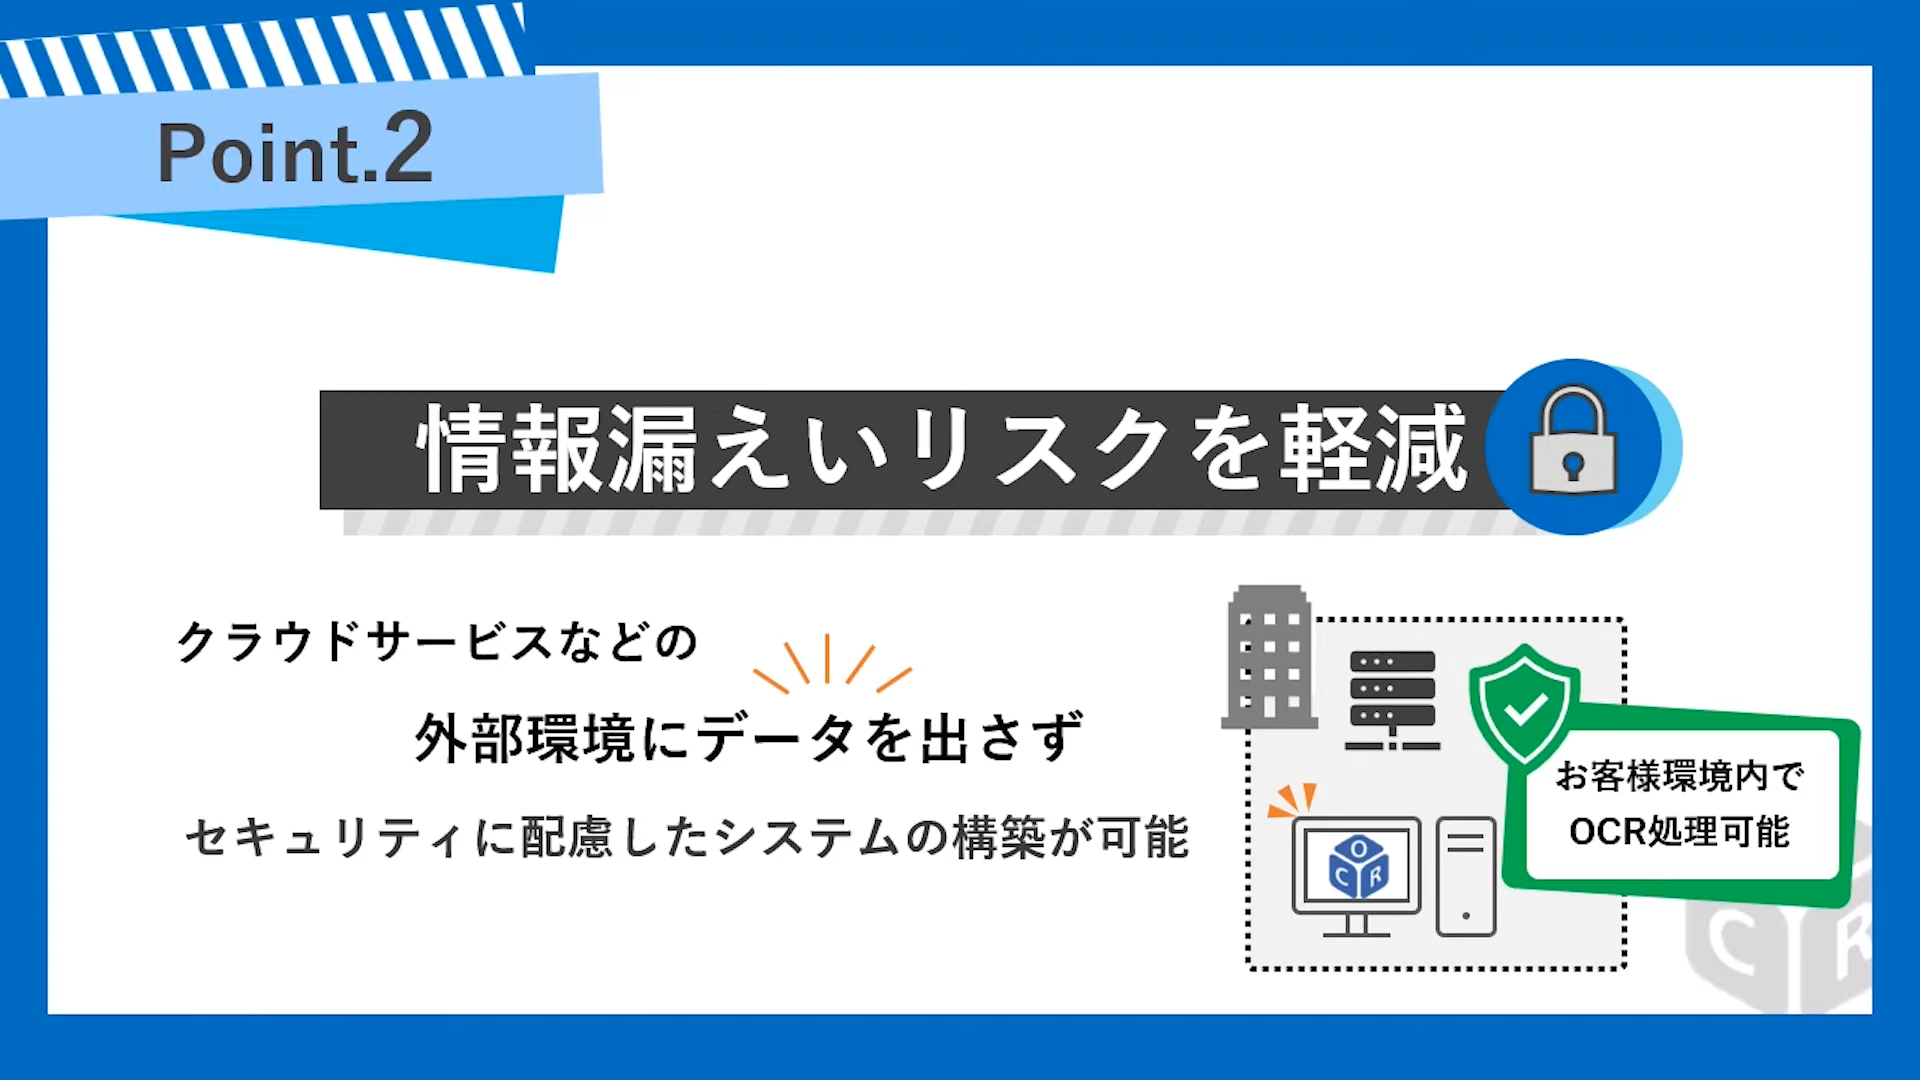 Point.2
情報漏えいリスクを軽減
クラウドサービスなどの
外部環境にデータを出さず
セキュリティに配慮したシステムの構築が可能
お客様環境内で
OCR処理可能
O
C R
C R